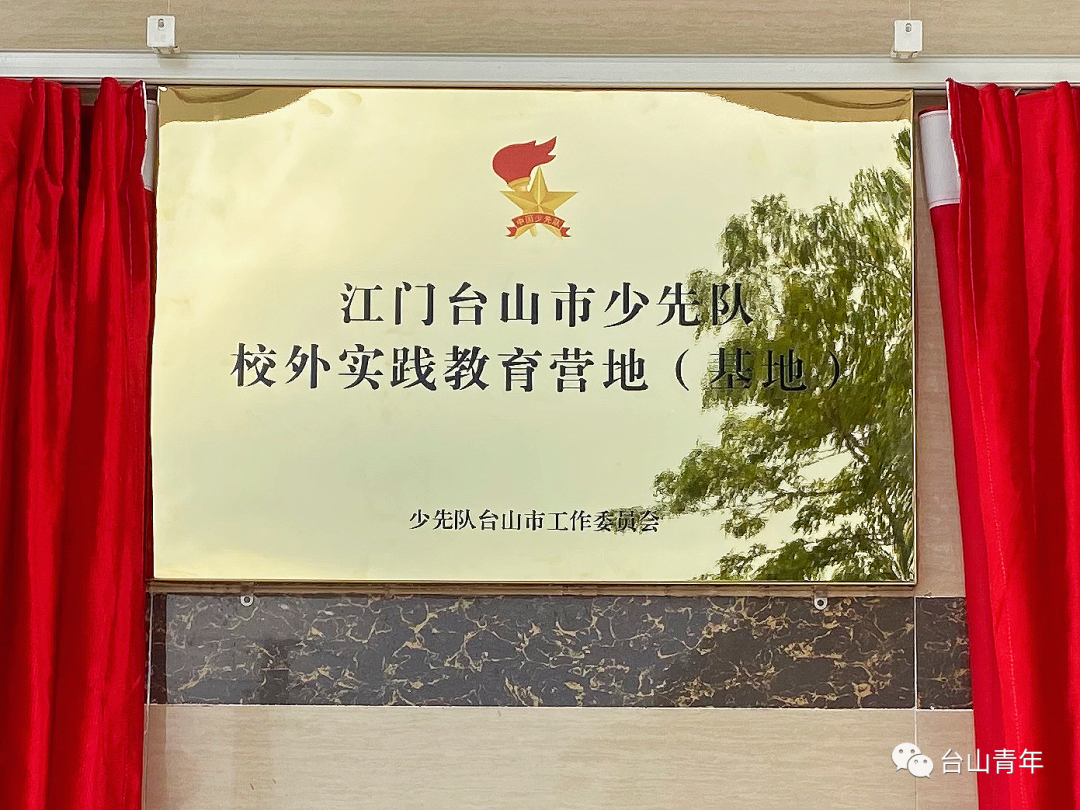 中国少先队
江门台山市少先队
校外实践教育营地（基地）
少先队台山市工作委员会
台山青年